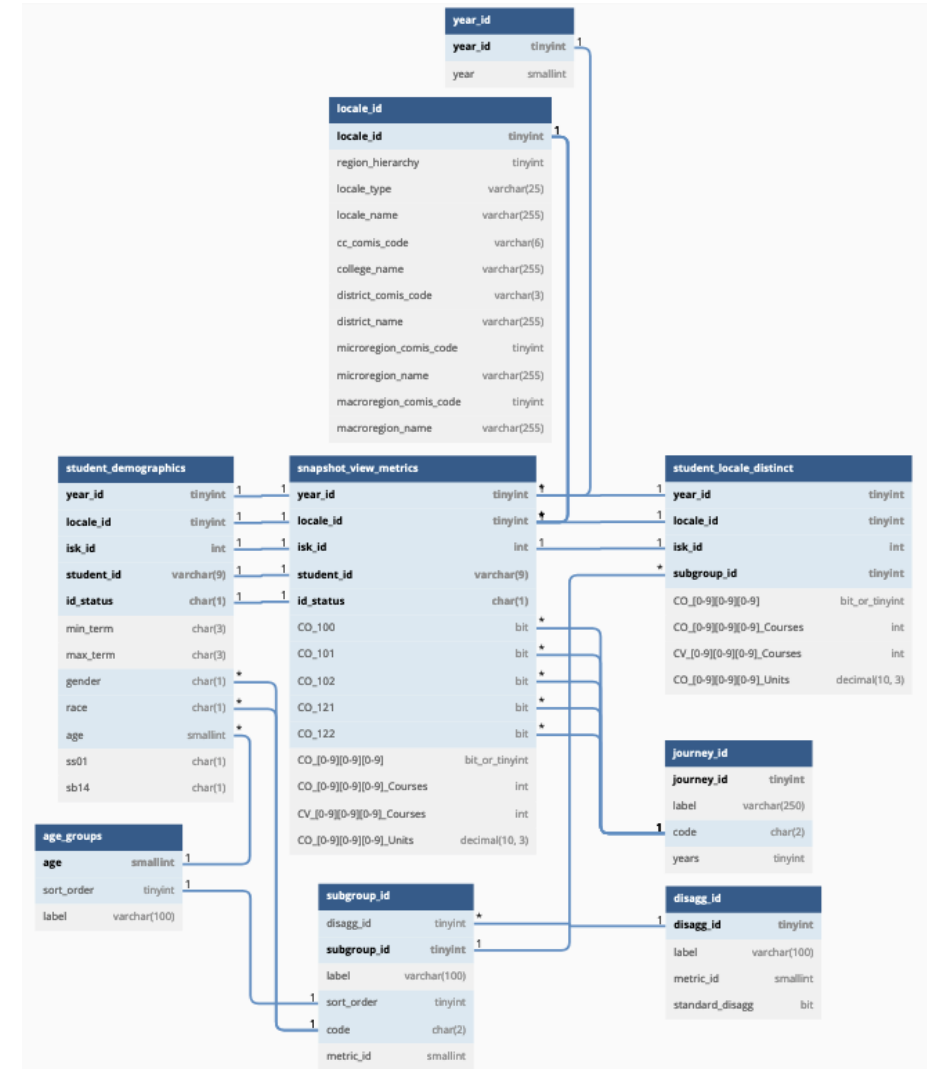 year_id
year_id tinyint 1
year smallint
locale_id
locale_id tinyint 1
region_hierarchy tinyint
locale_type varchar(25)
locale_name varchar(255)
cc_comis_code varchar(6)
college_name varchar(255)
district_comis_code varchar(3)
district_name varchar(255)
microregion_comis_code tinyint
microregion_name varchar(255)
macroregion_comis_code tinyint
macroregion_name varchar(255)
student_demographics
year_id tinyint 1
locale_id tinyint 1
isk_id int 1
student_id varchar(9) 1
id_status char(1) 1
min_term char(3)
max_term char(3)
gender char(1) *
race char(1) *
age smallint *
ss01 char(1)
sb14 char(1)
snapshot_view_metrics
1 year_id tinyint *
1 locale_id tinyint *
1 isk_id int 1
1 student_id varchar(9)
1 id_status char(1)
CO_100 bit *
CO_101 bit *
CO_102 bit *
CO_121 bit *
CO_122 bit *
CO_[0-9][0-9][0-9] bit_or_tinyint
CO_[0-9][0-9][0-9]_Courses int
CV_[0-9][0-9][0-9]_Courses int
CO_[0-9][0-9][0-9]_Units decimal(10, 3)
student_locale_distinct
1 year_id tinyint
1 locale_id tinyint
1 isk_id int
* subgroup_id tinyint
CO_[0-9][0-9][0-9] bit_or_tinyint
CO_[0-9][0-9][0-9]_Courses int
CV_[0-9][0-9][0-9]_Courses int
CO_[0-9][0-9][0-9]_Units decimal(10, 3)
journey_id
journey_id tinyint
label varchar(250)
1 code char(2)
years tinyint
age_groups
age smallint 1
sort_order tinyint 1
label varchar(100)
subgroup_id
disagg_id tinyint *
subgroup_id tinyint 1
label varchar(100)
1 sort_order tinyint
1 code char(2)
metric_id smallint
disagg_id
1 disagg_id tinyint
label varchar(100)
metric_id smallint
standard_disagg bit